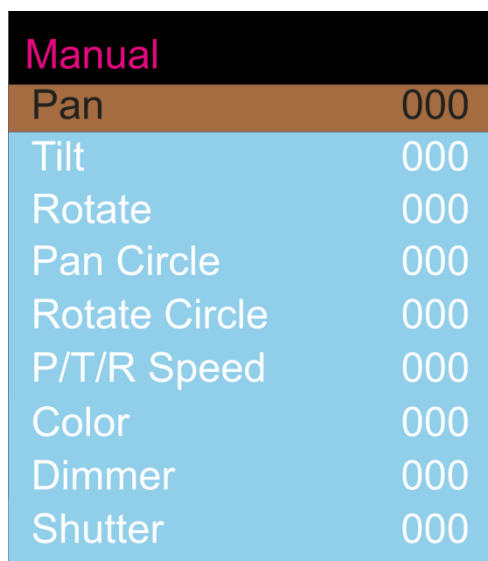 Manual
Pan 000
Tilt 000
Rotate 000
Pan Circle 000
Rotate Circle 000
P/T/R Speed 000
Color 000
Dimmer 000
Shutter 000